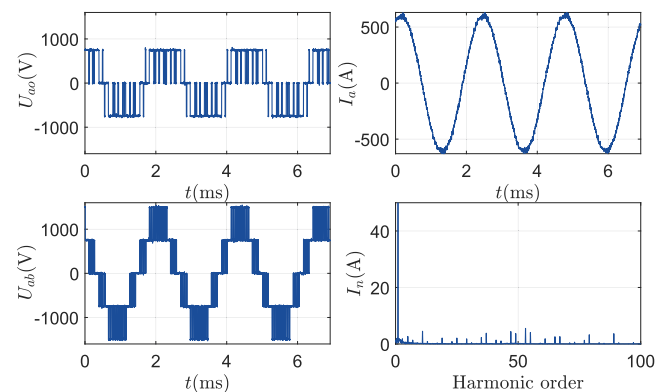 1000
0
-1000
U_ao(V)
0 2 4 6
t(ms)
500
0
-500
I_a(A)
0 2 4 6
t(ms)
1000
0
-1000
U_ab(V)
0 2 4 6
t(ms)
40
20
0
I_n(A)
0 50 100
Harmonic order